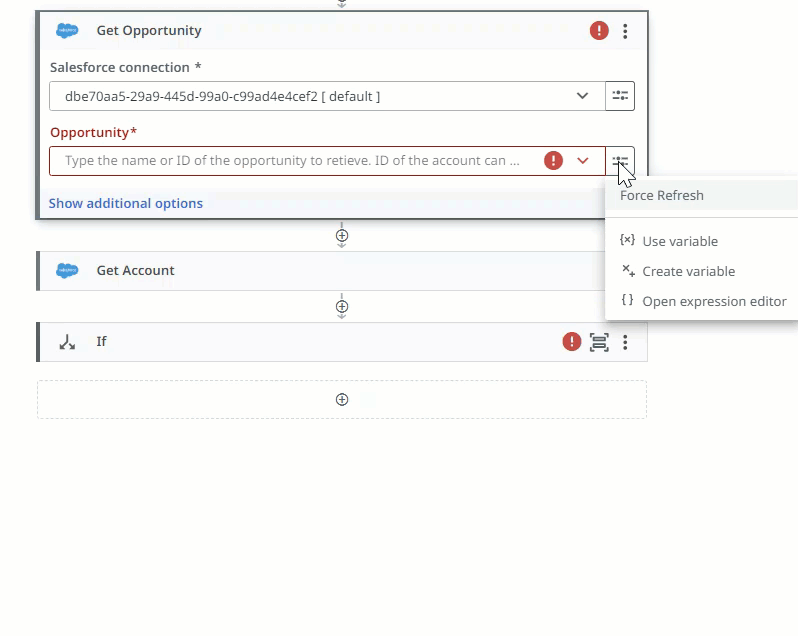 Get Opportunity
Salesforce connection *
dbe70aa5-29a9-445d-99a0-c99ad4e4cef2 [ default ]
Opportunity*
Type the name or ID of the opportunity to retieve. ID of the account can ...
Force Refresh
Show additional options
{x} Use variable
Get Account
Create variable
{ } Open expression editor
If